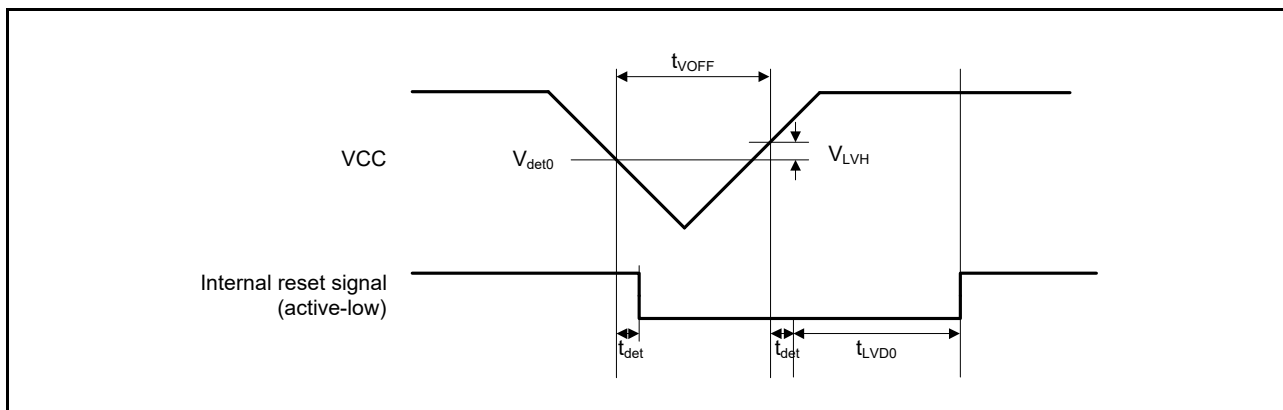 tVOFF
VCC
Vdet0
VLVH
Internal reset signal
(active-low)
tdet
tdet
tLVD0